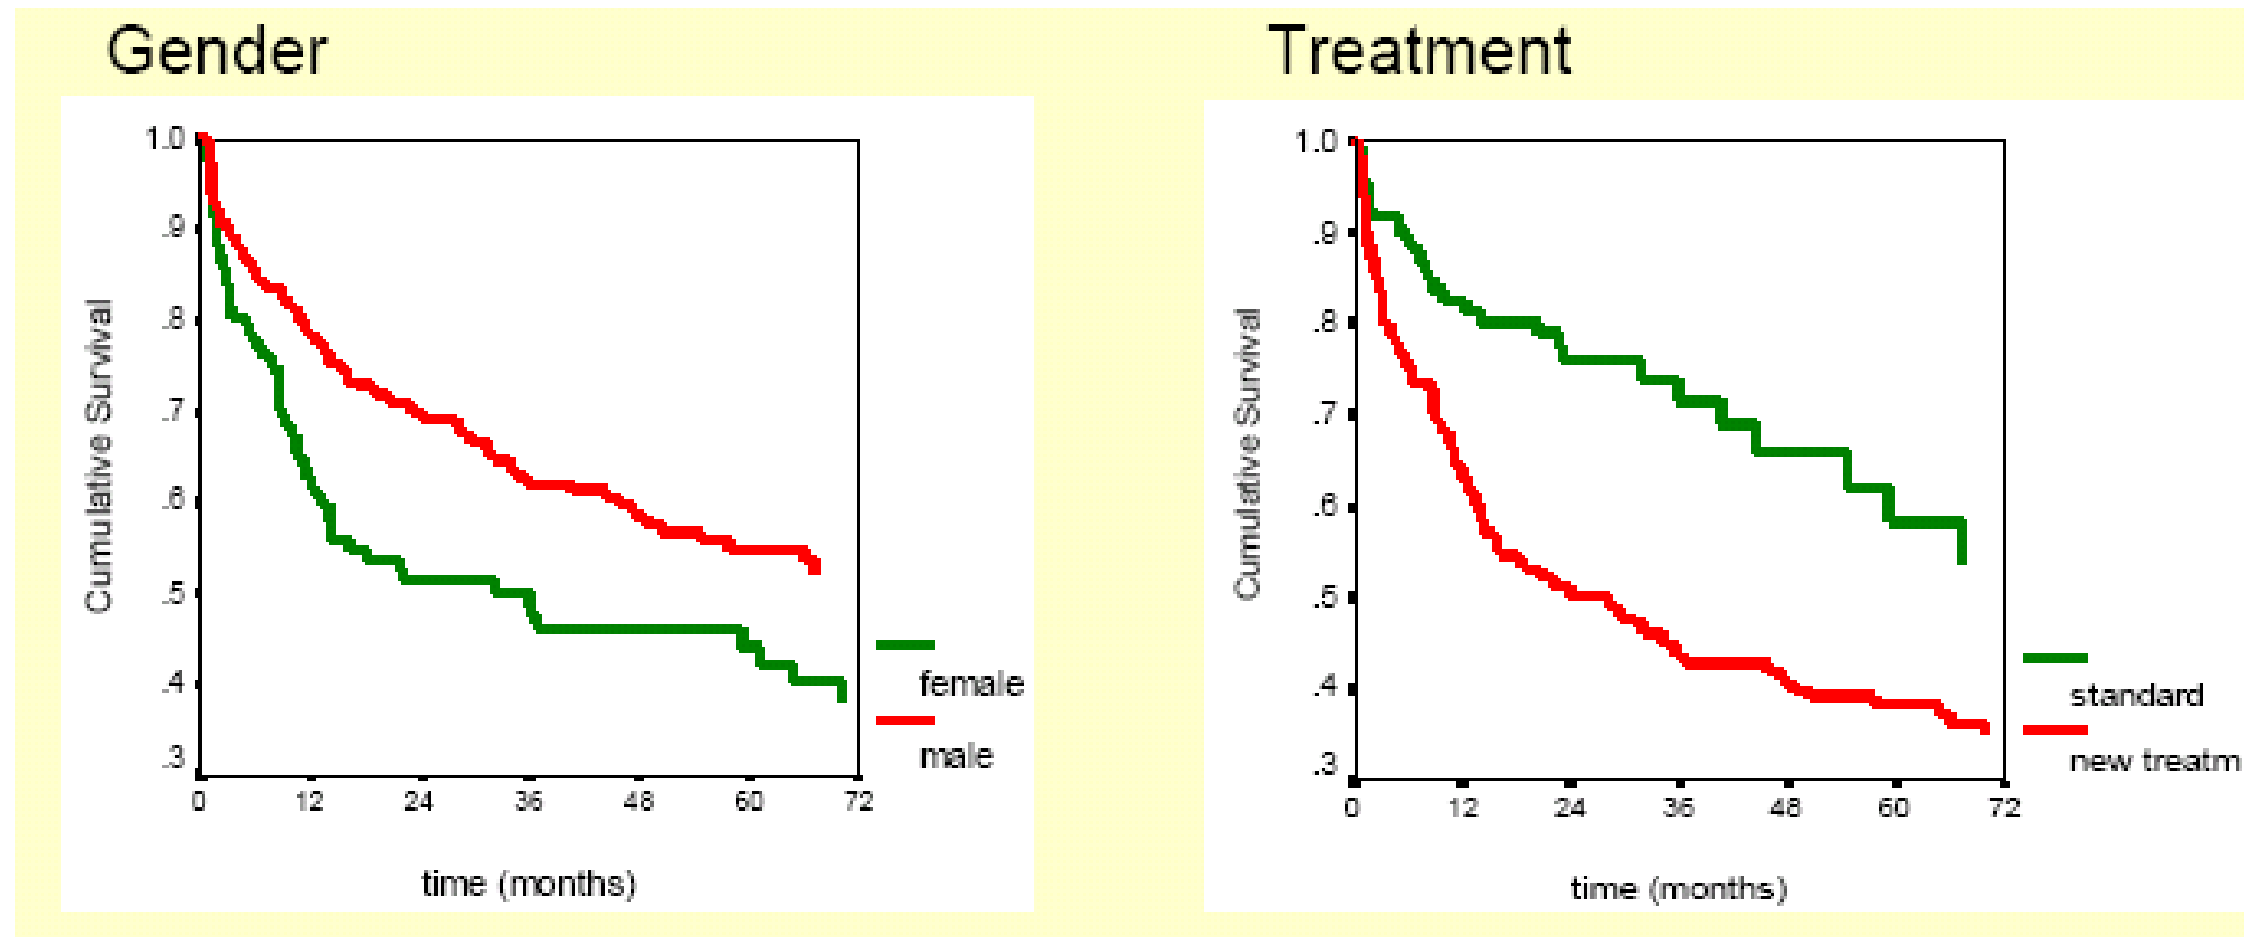 Gender
1.0
.9
.8
.7
.6
.5
.4
.3
Cumulative Survival
0 12 24 36 48 60 72
time (months)
female
male
Treatment
1.0
.9
.8
.7
.6
.5
.4
.3
Cumulative Survival
0 12 24 36 48 60 72
time (months)
standard
new treatm